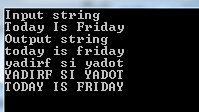 Input string
Today Is Friday
Output string
today is friday
yadirf si yadot
YADIRF SI YADOT
TODAY IS FRIDAY